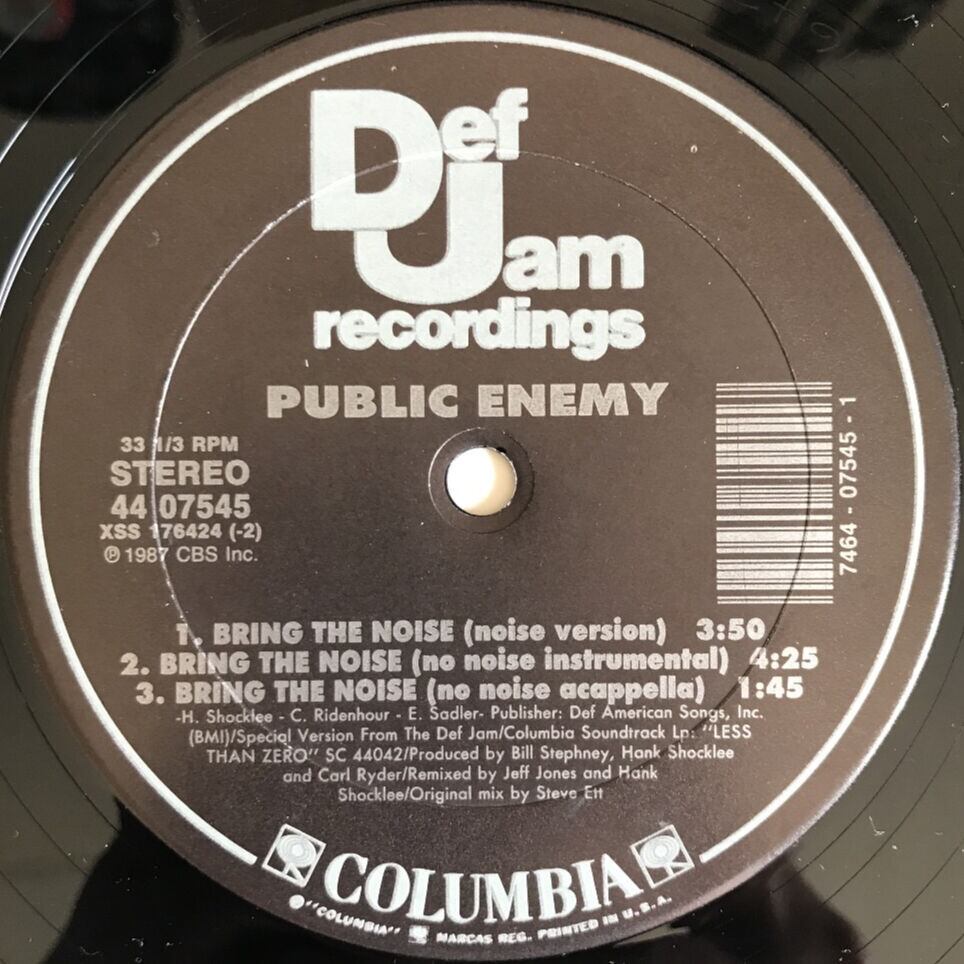 Def
Jam
recordings
PUBLIC ENEMY
33 1/3 RPM
STEREO
44 07545
XSS 176424 (-2)
℗ 1987 CBS Inc.
7464 - 07545 - 1
1. BRING THE NOISE (noise version) 3:50
2. BRING THE NOISE (no noise instrumental) 4:25
3. BRING THE NOISE (no noise acappella) 1:45
-H. Shocklee - C. Ridenhour - E. Sadler- Publisher: Def American Songs, Inc.
(BMI)/Special Version From The Def Jam/Columbia Soundtrack Lp: "LESS
THAN ZERO" SC 44042/Produced by Bill Stephney, Hank Shocklee
and Carl Ryder/Remixed by Jeff Jones and Hank
Shocklee/Original mix by Steve Ett
COLUMBIA
® "COLUMBIA" MARCAS REG. PRINTED IN U.S.A.